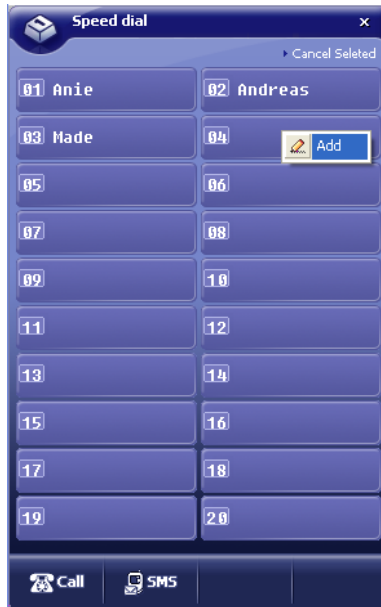 Speed dial x
Cancel Seleted
01 Anie 02 Andreas
03 Made 04 Add
05 06
07 08
09 10
11 12
13 14
15 16
17 18
19 20
Call SMS